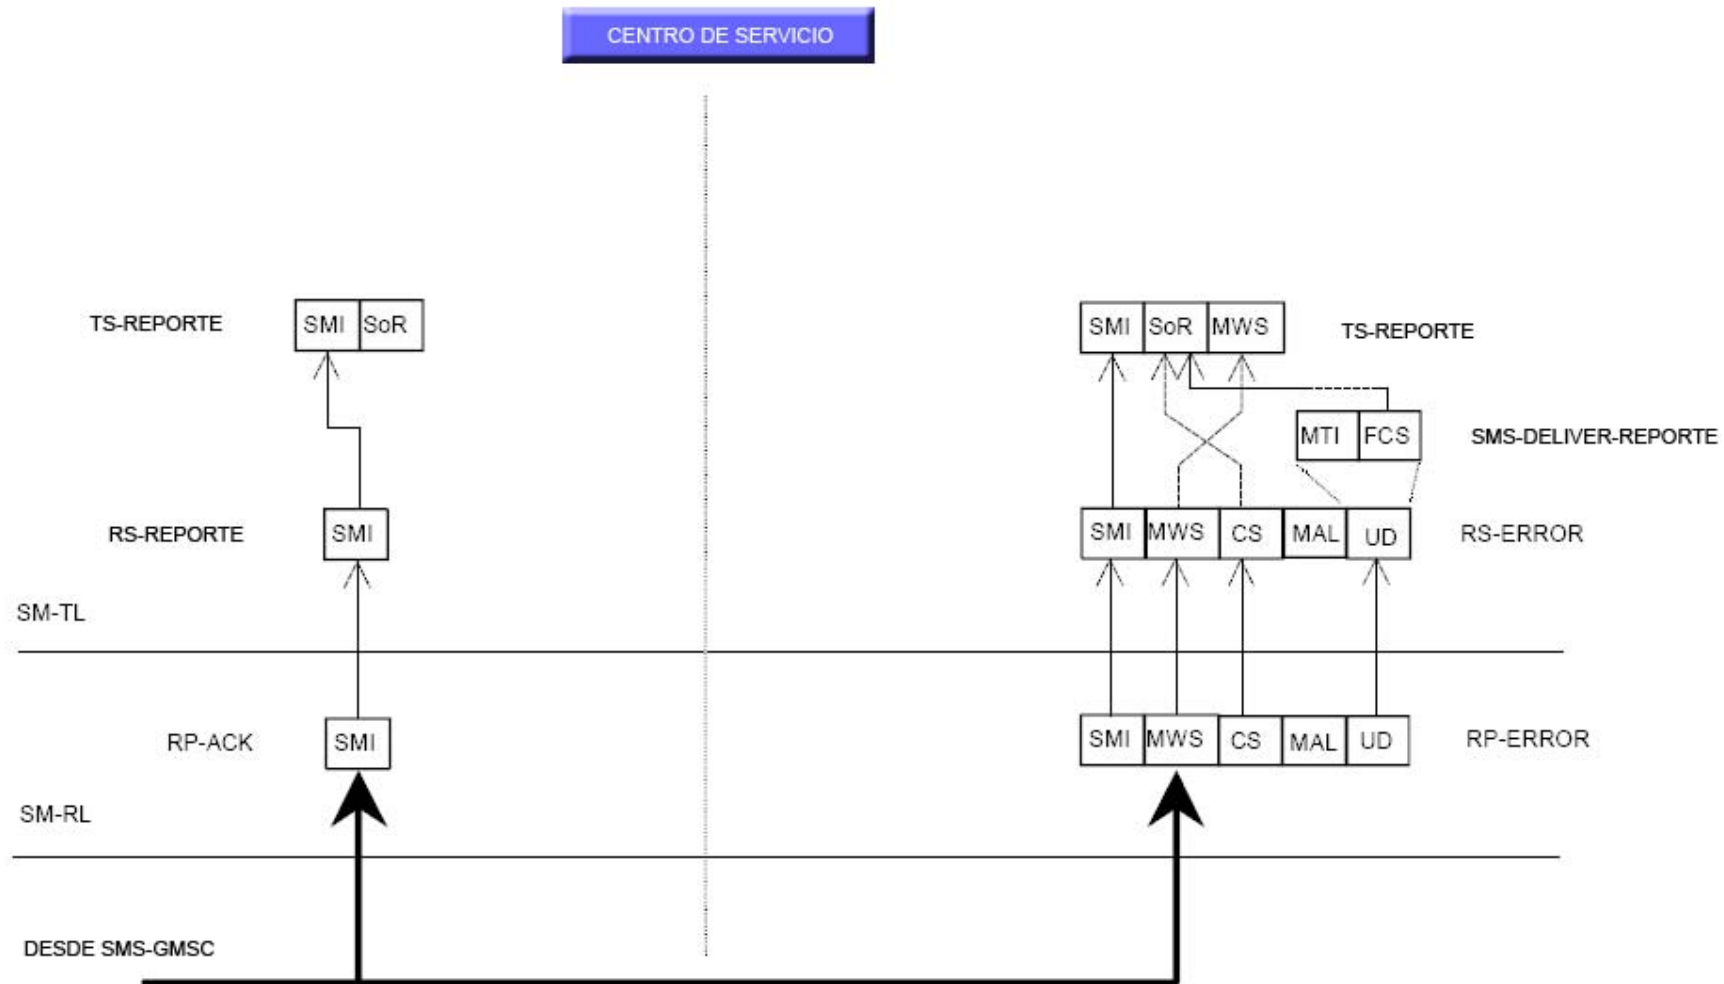 CENTRO DE SERVICIO
TS-REPORTE
SMI SoR
SMI SoR MWS
TS-REPORTE
MTI FCS
SMS-DELIVER-REPORTE
RS-REPORTE
SMI
SMI MWS CS MAL UD
RS-ERROR
SM-TL
RP-ACK
SMI
SMI MWS CS MAL UD
RP-ERROR
SM-RL
DESDE SMS-GMSC